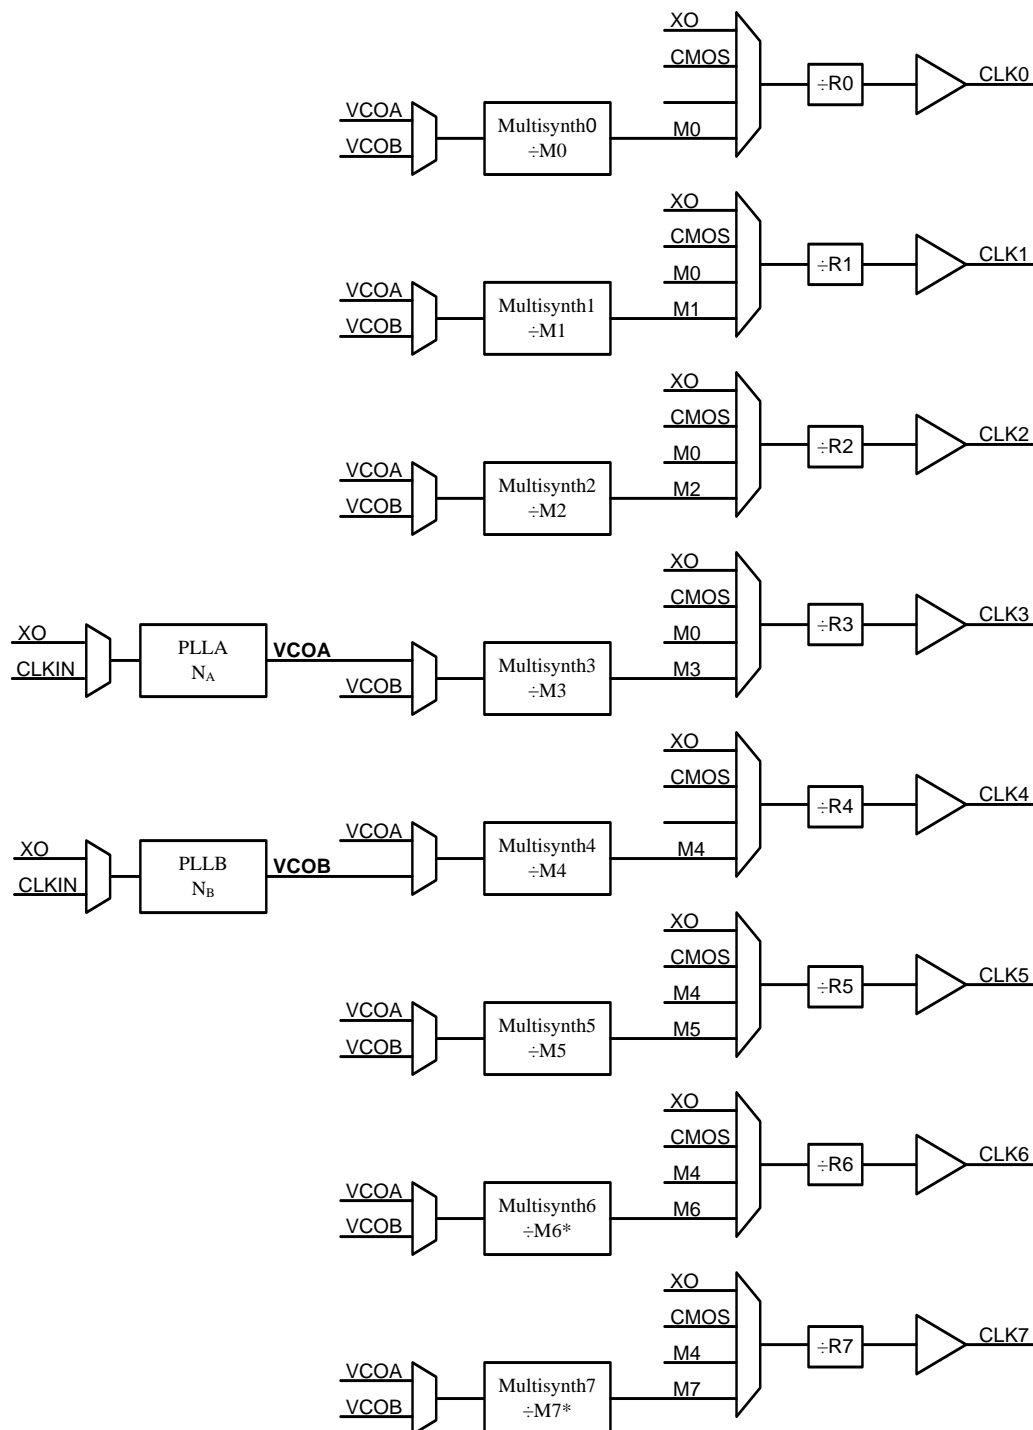 XO
CMOS
M0
VCOA
VCOB
Multisynth0
÷M0
÷R0
CLK0
XO
CMOS
M0
M1
VCOA
VCOB
Multisynth1
÷M1
÷R1
CLK1
XO
CMOS
M0
M2
VCOA
VCOB
Multisynth2
÷M2
÷R2
CLK2
XO
CMOS
M0
M3
XO
CLKIN
PLLA
NA
VCOA
VCOB
Multisynth3
÷M3
÷R3
CLK3
XO
CMOS
M4
XO
CLKIN
PLLB
NB
VCOB
VCOA
Multisynth4
÷M4
÷R4
CLK4
XO
CMOS
M4
M5
VCOA
VCOB
Multisynth5
÷M5
÷R5
CLK5
XO
CMOS
M4
M6
VCOA
VCOB
Multisynth6
÷M6*
÷R6
CLK6
XO
CMOS
M4
M7
VCOA
VCOB
Multisynth7
÷M7*
÷R7
CLK7